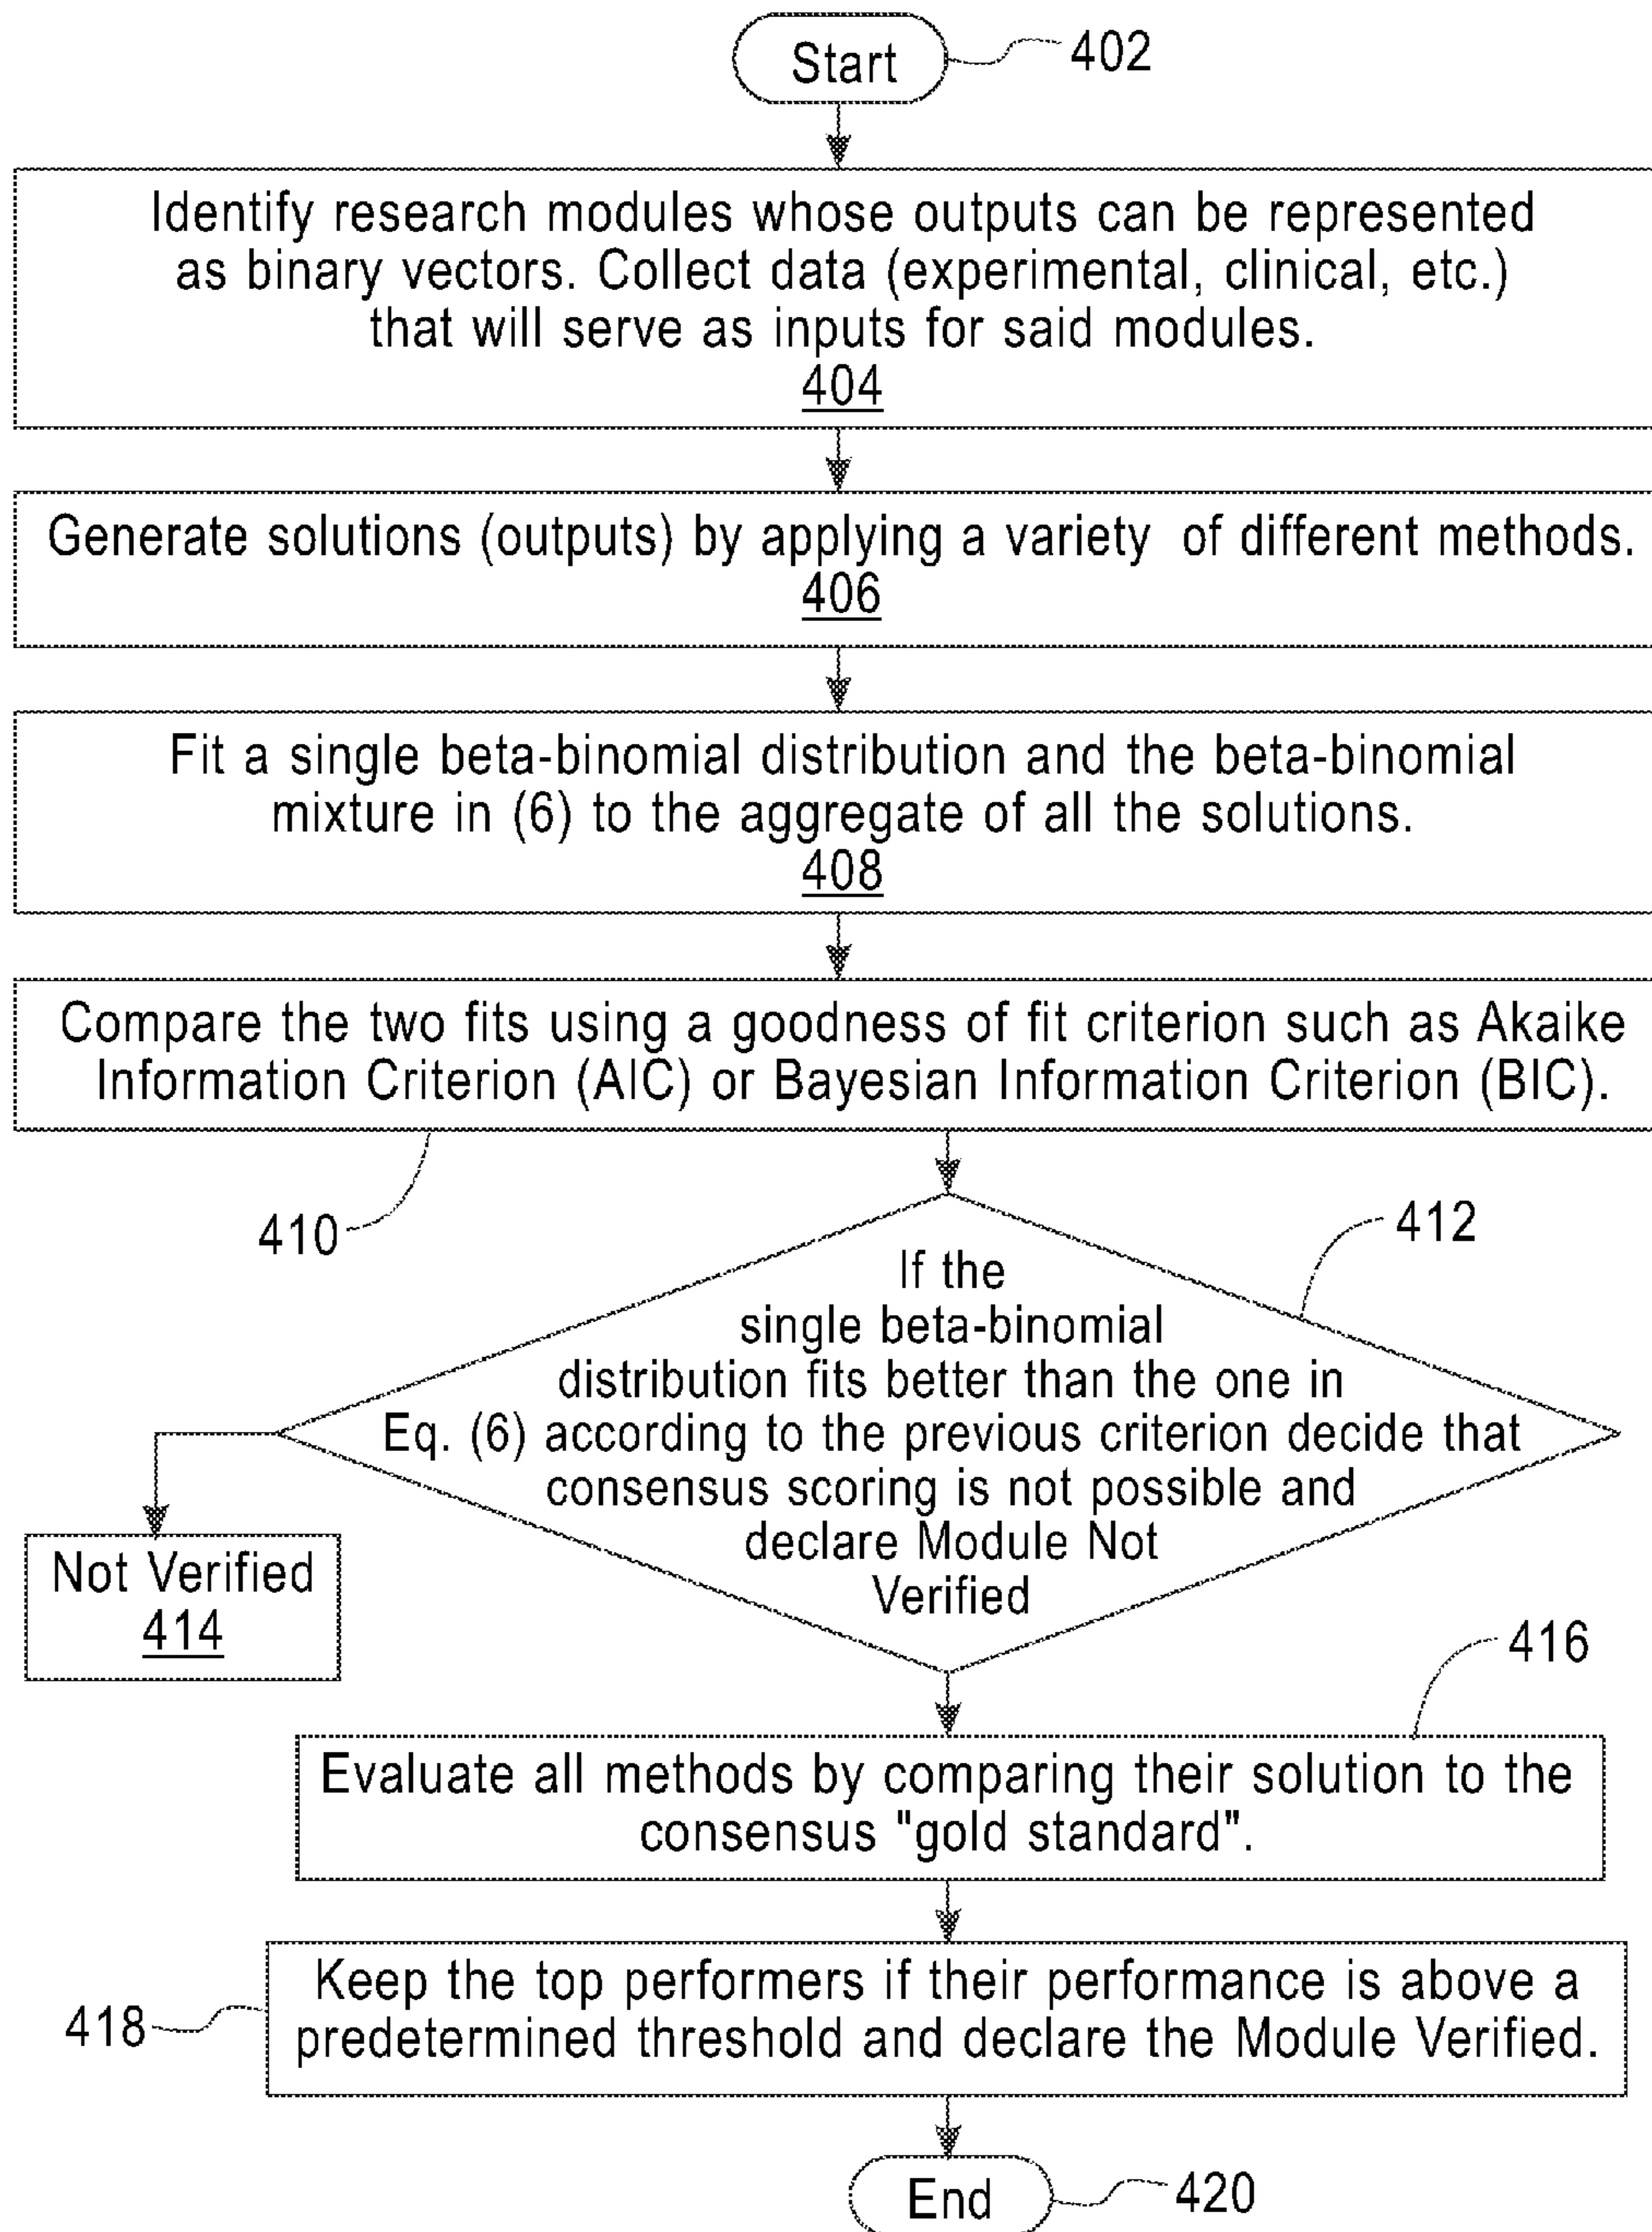 Start
402
Identify research modules whose outputs can be represented
as binary vectors. Collect data (experimental, clinical, etc.)
that will serve as inputs for said modules.
404
Generate solutions (outputs) by applying a variety of different methods.
406
Fit a single beta-binomial distribution and the beta-binomial
mixture in (6) to the aggregate of all the solutions.
408
Compare the two fits using a goodness of fit criterion such as Akaike
Information Criterion (AIC) or Bayesian Information Criterion (BIC).
410
412
If the
single beta-binomial
distribution fits better than the one in
Eq. (6) according to the previous criterion decide that
consensus scoring is not possible and
declare Module Not
Verified
Not Verified
414
416
Evaluate all methods by comparing their solution to the
consensus "gold standard".
418
Keep the top performers if their performance is above a
predetermined threshold and declare the Module Verified.
End
420